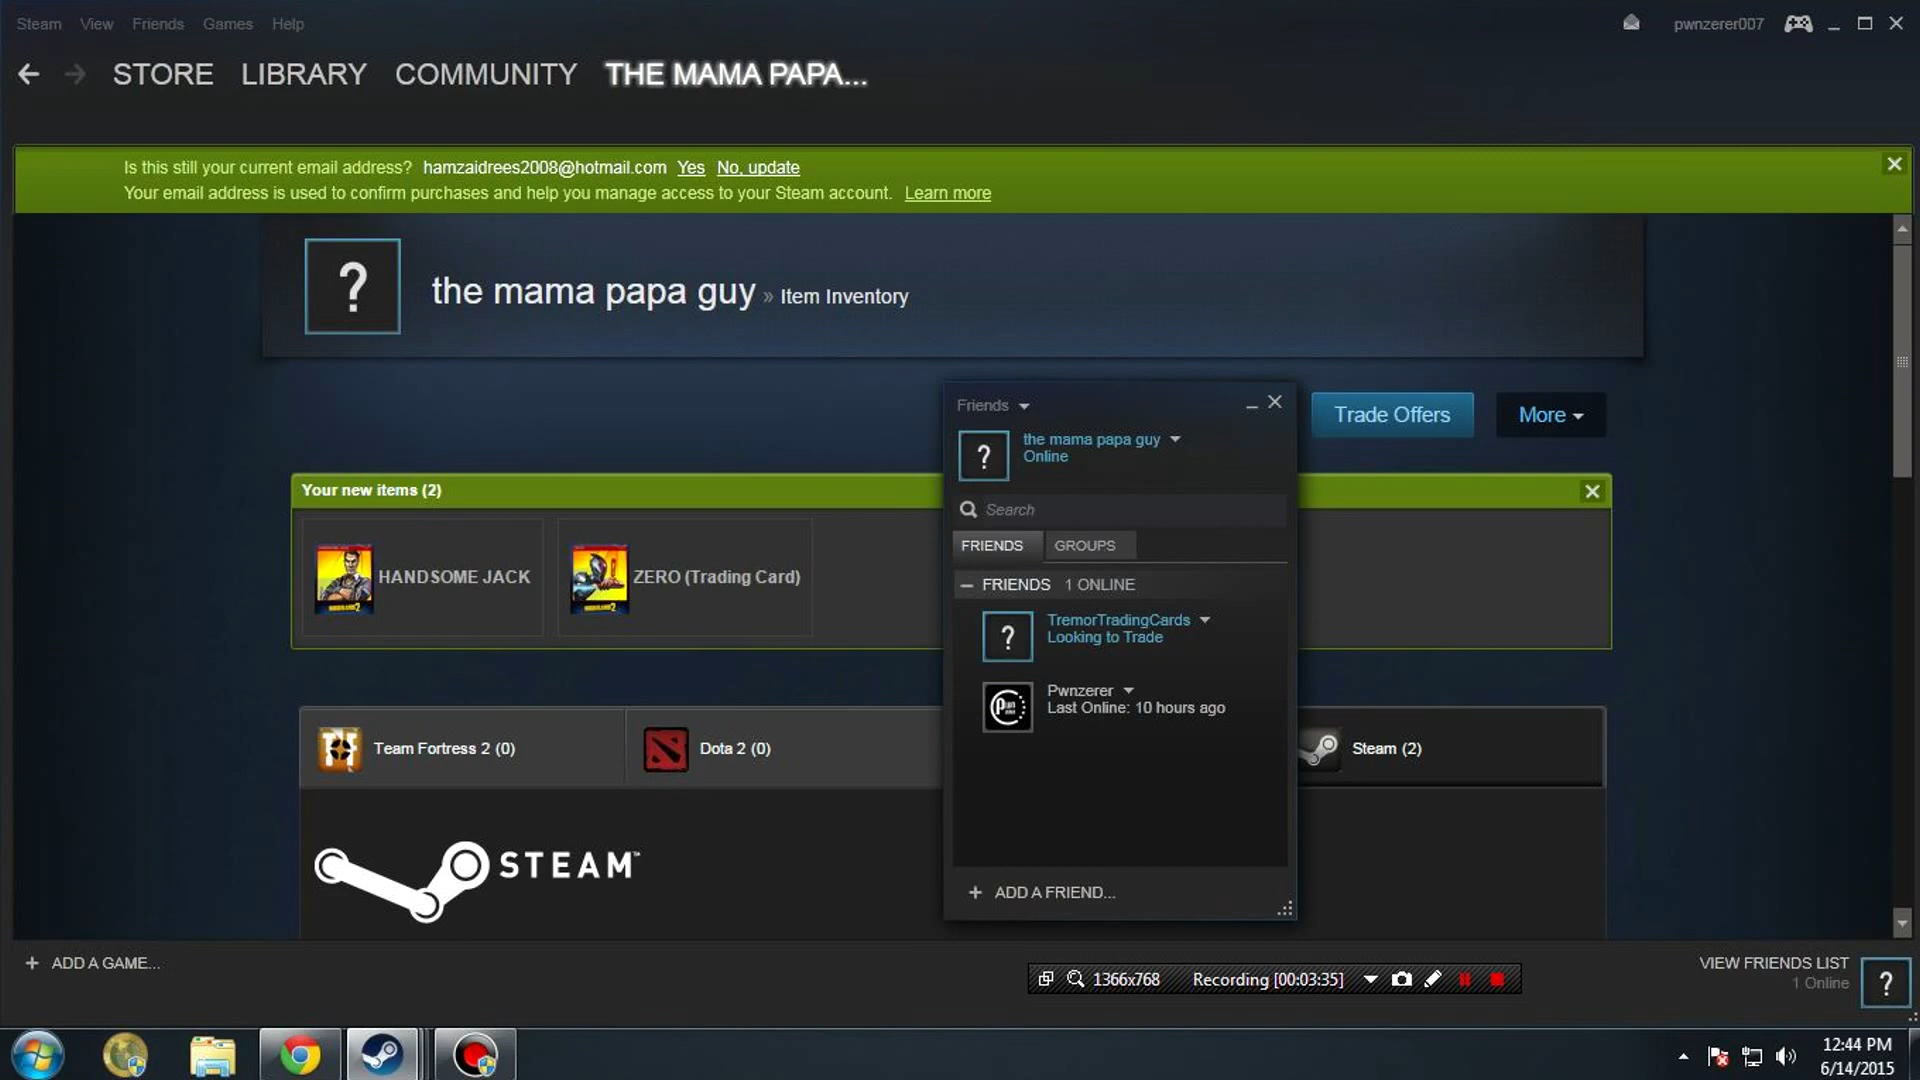 Steam View Friends Games Help
pwnzerer007
STORE LIBRARY COMMUNITY THE MAMA PAPA...
Is this still your current email address? hamzaidrees2008@hotmail.com Yes No, update
Your email address is used to confirm purchases and help you manage access to your Steam account. Learn more
? the mama papa guy » Item Inventory
Trade Offers More
Your new items (2)
HANDSOME JACK
ZERO (Trading Card)
Team Fortress 2 (0)
Dota 2 (0)
Steam (2)
STEAM™
Friends
? the mama papa guy
Online
Search
FRIENDS GROUPS
FRIENDS 1 ONLINE
? TremorTradingCards
Looking to Trade
Pwnzerer
Last Online: 10 hours ago
+ ADD A FRIEND...
+ ADD A GAME...
1366x768 Recording [00:03:35]
VIEW FRIENDS LIST
1 Online
?
12:44 PM
6/14/2015